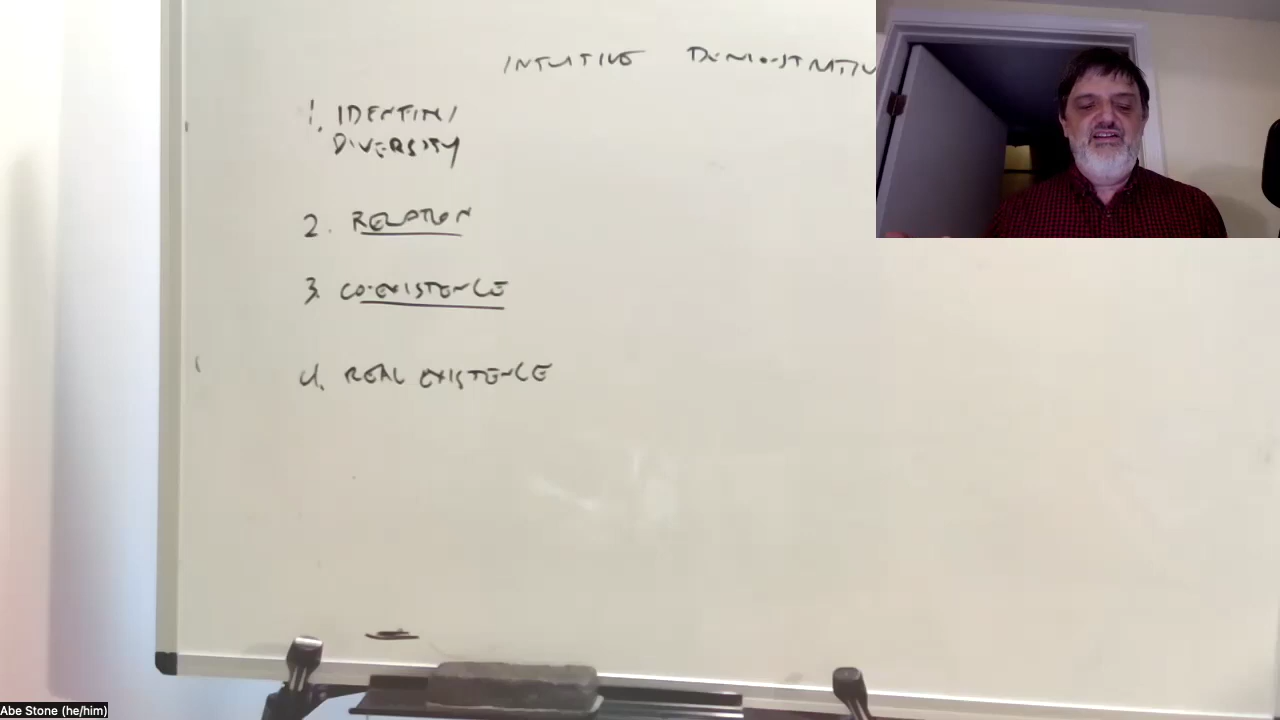 INTUITIVE DEMONSTRATIV
1. IDENTITY/
DIVERSITY
2. RELATION
3. CO-EXISTENCE
4. REAL EXISTENCE
Abe Stone (he/him)